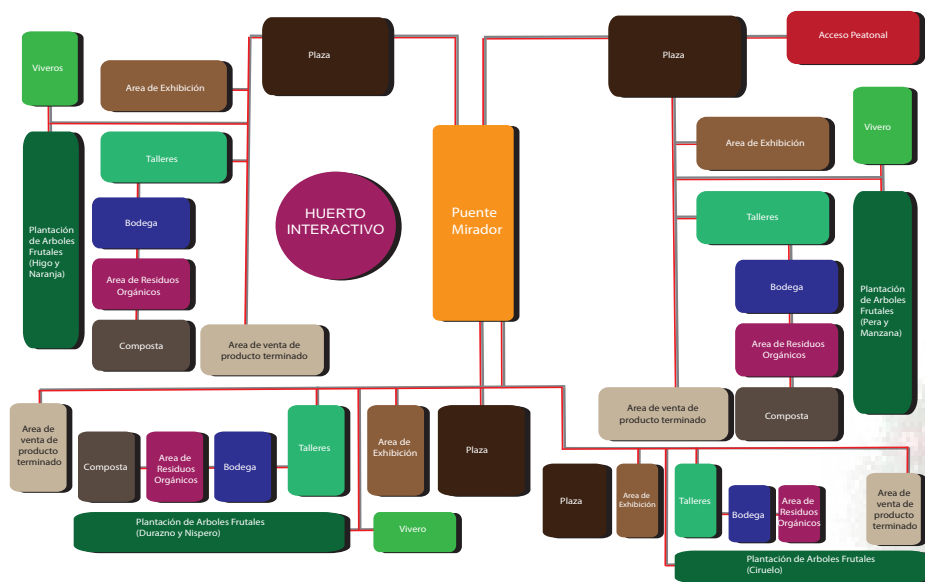 Plaza
Plaza
Acceso Peatonal
Viveros
Area de Exhibición
Vivero
Area de Exhibición
Talleres
Plantación
de Arboles
Frutales
(Higo y
Naranja)
Bodega
Area de Residuos
Orgánicos
Composta
HUERTO
INTERACTIVO
Puente
Mirador
Area de venta de
producto terminado
Talleres
Bodega
Area de Residuos
Orgánicos
Composta
Plantación
de Arboles
Frutales
(Pera y
Manzana)
Area de venta de
producto terminado
Area de
venta de
producto
terminado
Composta
Area de
Residuos
Orgánicos
Bodega
Talleres
Area de
Exhibición
Plaza
Plantación de Arboles Frutales
(Durazno y Nispero)
Vivero
Plaza
Area de
Exhibición
Talleres
Bodega
Area de
Residuos
Orgánicos
Area de
venta de
producto
terminado
Plantación de Arboles Frutales
(Ciruelo)